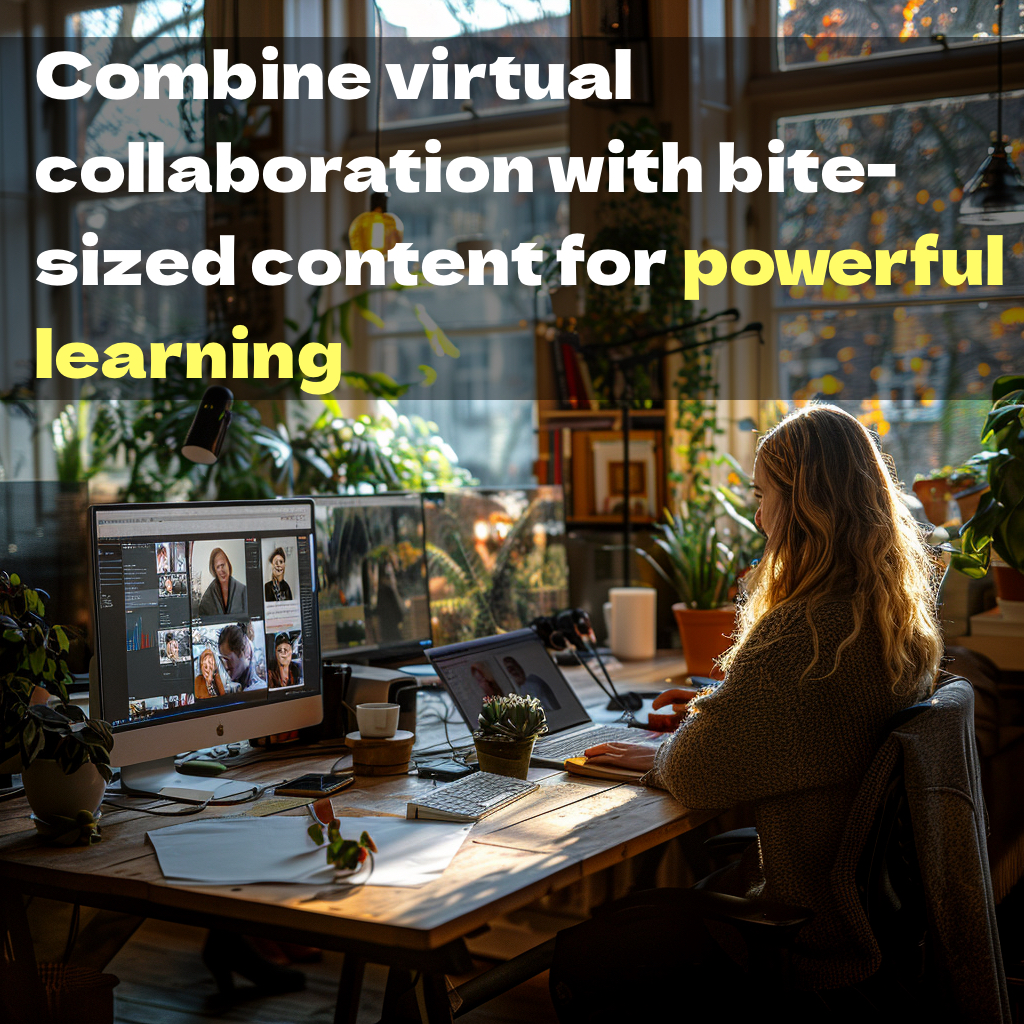 Combine virtual
collaboration with bite-
sized content for powerful
learning